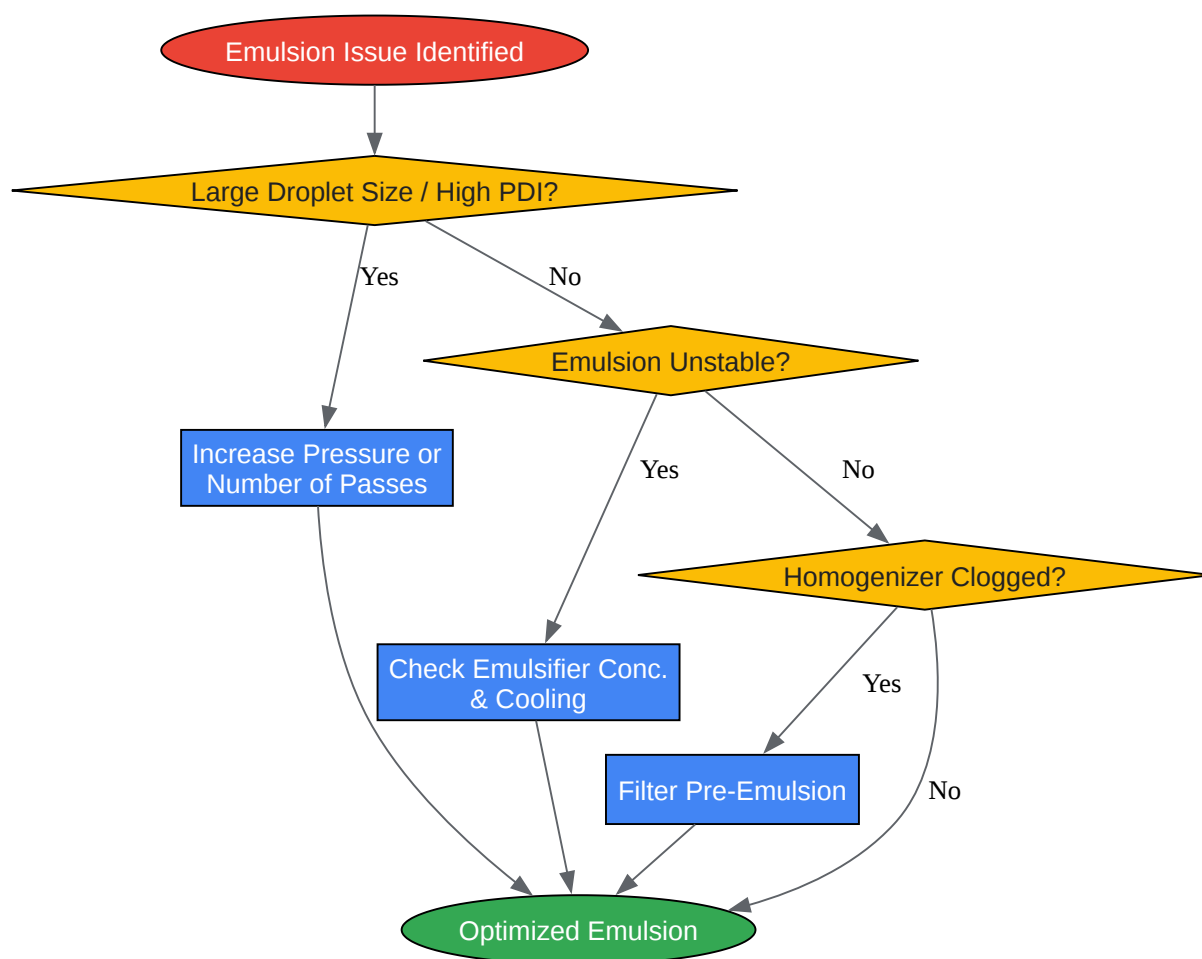 Emulsion Issue Identified
Large Droplet Size / High PDI?
Yes
No
Emulsion Unstable?
Increase Pressure or
Number of Passes
Yes
No
Homogenizer Clogged?
Check Emulsifier Conc.
& Cooling
Yes
Filter Pre-Emulsion
No
Optimized Emulsion